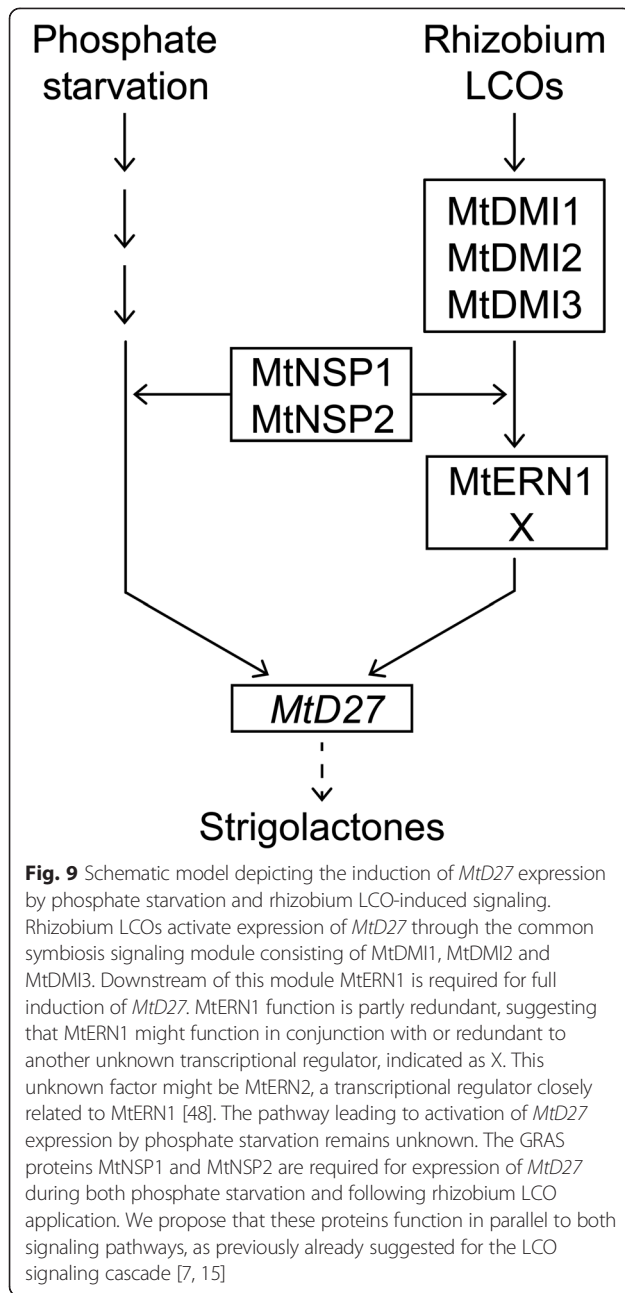 Phosphate
starvation
Rhizobium
LCOs
MtDMI1
MtDMI2
MtDMI3
MtNSP1
MtNSP2
MtERN1
X
MtD27
Strigolactones
Fig. 9 Schematic model depicting the induction of MtD27 expression
by phosphate starvation and rhizobium LCO-induced signaling.
Rhizobium LCOs activate expression of MtD27 through the common
symbiosis signaling module consisting of MtDMI1, MtDMI2 and
MtDMI3. Downstream of this module MtERN1 is required for full
induction of MtD27. MtERN1 function is partly redundant, suggesting
that MtERN1 might function in conjunction with or redundant to
another unknown transcriptional regulator, indicated as X. This
unknown factor might be MtERN2, a transcriptional regulator closely
related to MtERN1 [48]. The pathway leading to activation of MtD27
expression by phosphate starvation remains unknown. The GRAS
proteins MtNSP1 and MtNSP2 are required for expression of MtD27
during both phosphate starvation and following rhizobium LCO
application. We propose that these proteins function in parallel to both
signaling pathways, as previously already suggested for the LCO
signaling cascade [7, 15]